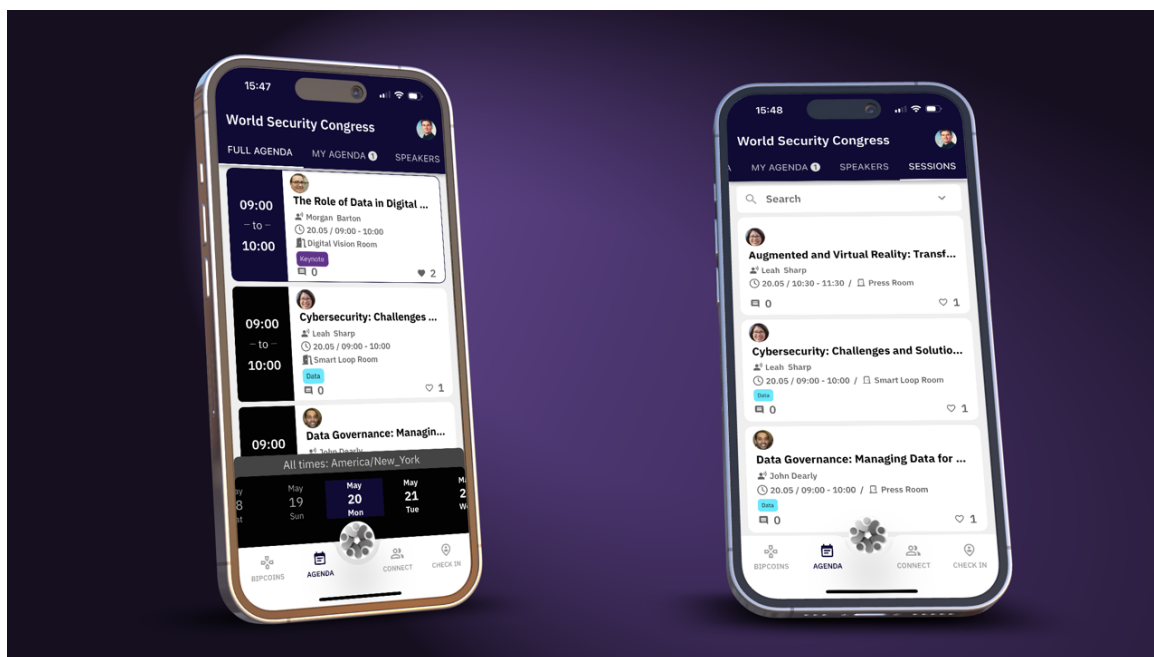 15:47
World Security Congress
FULL AGENDA MY AGENDA 1 SPEAKERS
09:00
– to –
10:00
The Role of Data in Digital ...
Morgan Barton
20.05 / 09:00 - 10:00
Digital Vision Room
Keynote
0 2
09:00
– to –
10:00
Cybersecurity: Challenges ...
Leah Sharp
20.05 / 09:00 - 10:00
Smart Loop Room
Data
0 1
09:00
Data Governance: Managin...
John Dearly
All times: America/New_York
May May May May
8 19 20 21 2
Sun Mon Tue
BIPCOINS AGENDA CONNECT CHECK IN
15:48
World Security Congress
MY AGENDA 1 SPEAKERS SESSIONS
Search
Augmented and Virtual Reality: Transf...
Leah Sharp
20.05 / 10:30 - 11:30 / Press Room
0 1
Cybersecurity: Challenges and Solutio...
Leah Sharp
20.05 / 09:00 - 10:00 / Smart Loop Room
Data
0 1
Data Governance: Managing Data for ...
John Dearly
20.05 / 09:00 - 10:00 / Press Room
Data
0 1
BIPCOINS AGENDA CONNECT CHECK IN